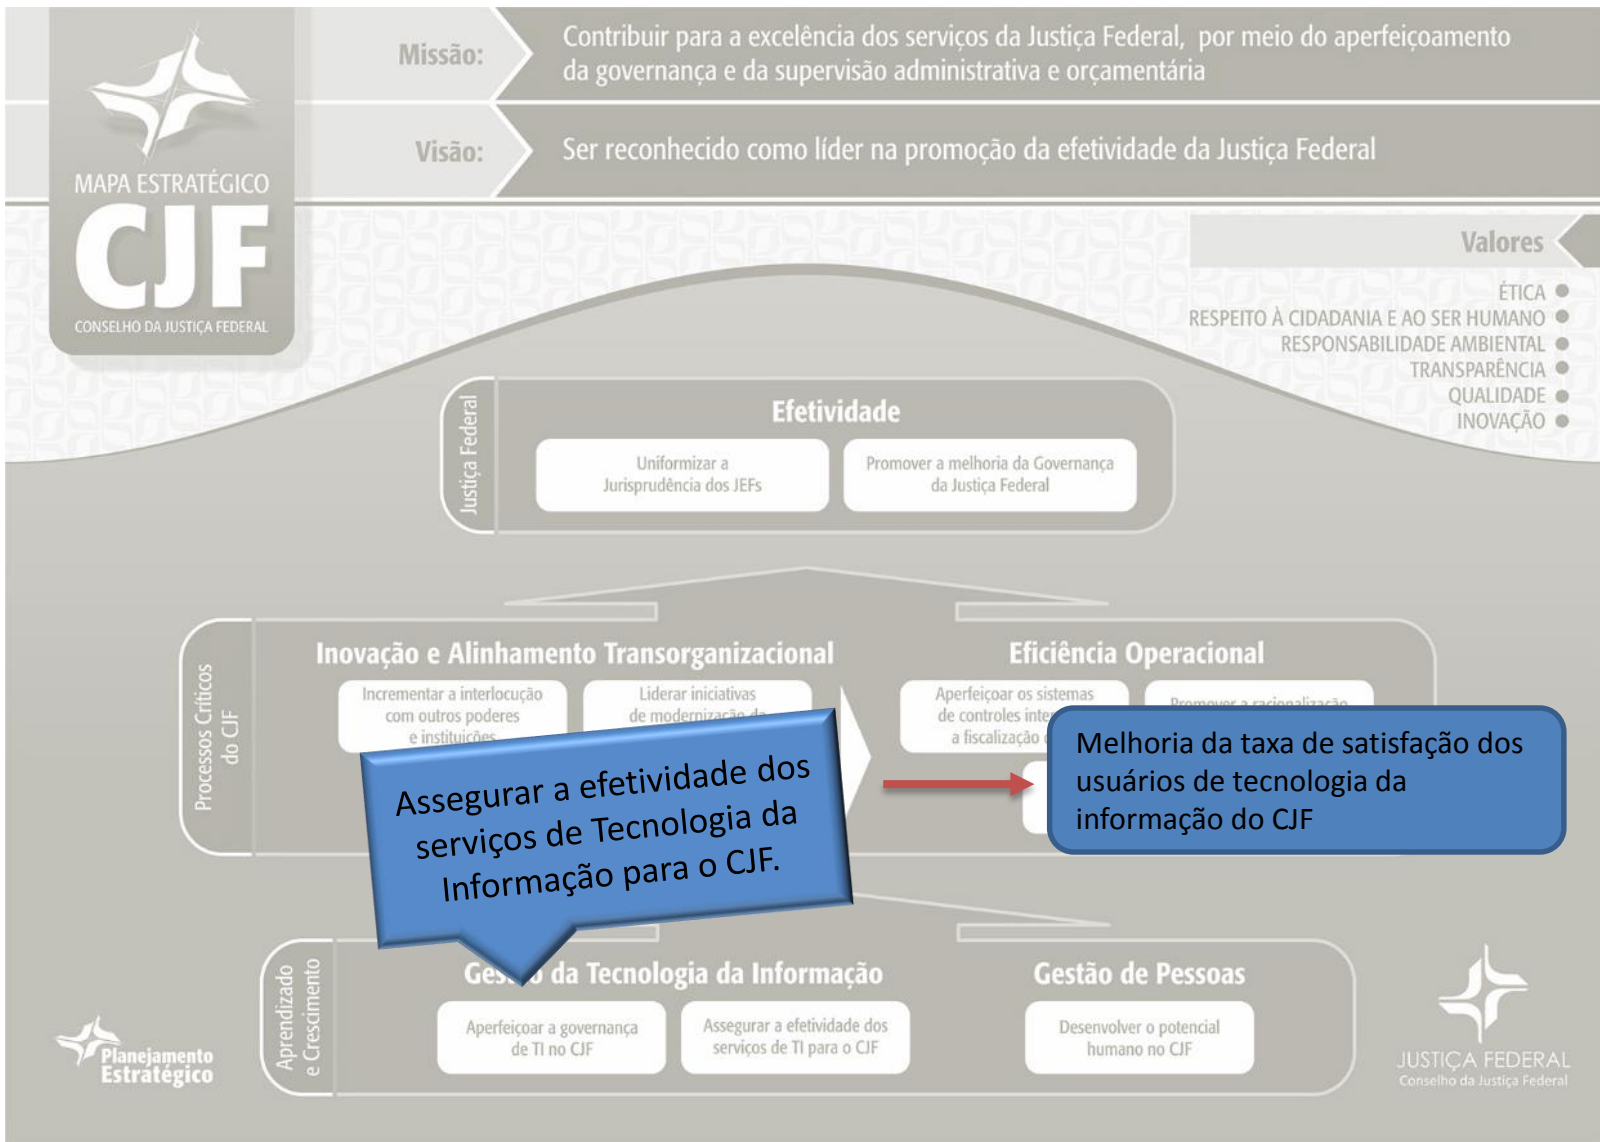 MAPA ESTRATÉGICO
CJF
CONSELHO DA JUSTIÇA FEDERAL
Missão:
Contribuir para a excelência dos serviços da Justiça Federal, por meio do aperfeiçoamento
da governança e da supervisão administrativa e orçamentária
Visão:
Ser reconhecido como líder na promoção da efetividade da Justiça Federal
Valores
ÉTICA
RESPEITO À CIDADANIA E AO SER HUMANO
RESPONSABILIDADE AMBIENTAL
TRANSPARÊNCIA
QUALIDADE
INOVAÇÃO
Justiça Federal
Efetividade
Uniformizar a
Jurisprudência dos JEFs
Promover a melhoria da Governança
da Justiça Federal
Processos Críticos
do CJF
Inovação e Alinhamento Transorganizacional
Incrementar a interlocução
com outros poderes
e instituições
Liderar iniciativas
de modernização da
Eficiência Operacional
Aperfeiçoar os sistemas
de controles
a fiscalização
Promover a racionalização
Assegurar a efetividade dos
serviços de Tecnologia da
Informação para o CJF.
Melhoria da taxa de satisfação dos
usuários de tecnologia da
informação do CJF
Aprendizado
e Crescimento
da Tecnologia da Informação
Aperfeiçoar a governança
de TI no CJF
Assegurar a efetividade dos
serviços de TI para o CJF
Gestão de Pessoas
Desenvolver o potencial
humano no CJF
Planejamento
Estratégico
JUSTIÇA FEDERAL
Conselho da Justiça Federal